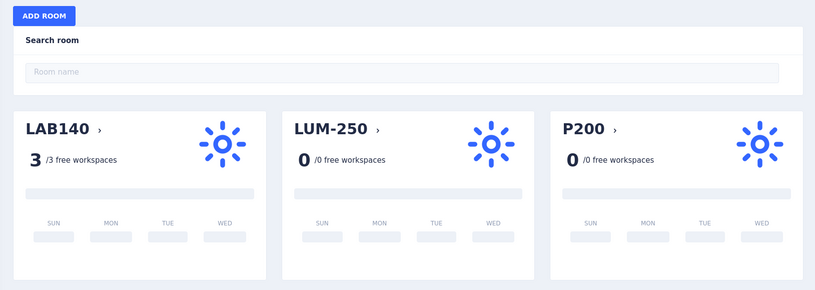 ADD ROOM
Search room
Room name
LAB140 ›
3 /3 free workspaces
SUN MON TUE WED
LUM-250 ›
0 /0 free workspaces
SUN MON TUE WED
P200 ›
0 /0 free workspaces
SUN MON TUE WED